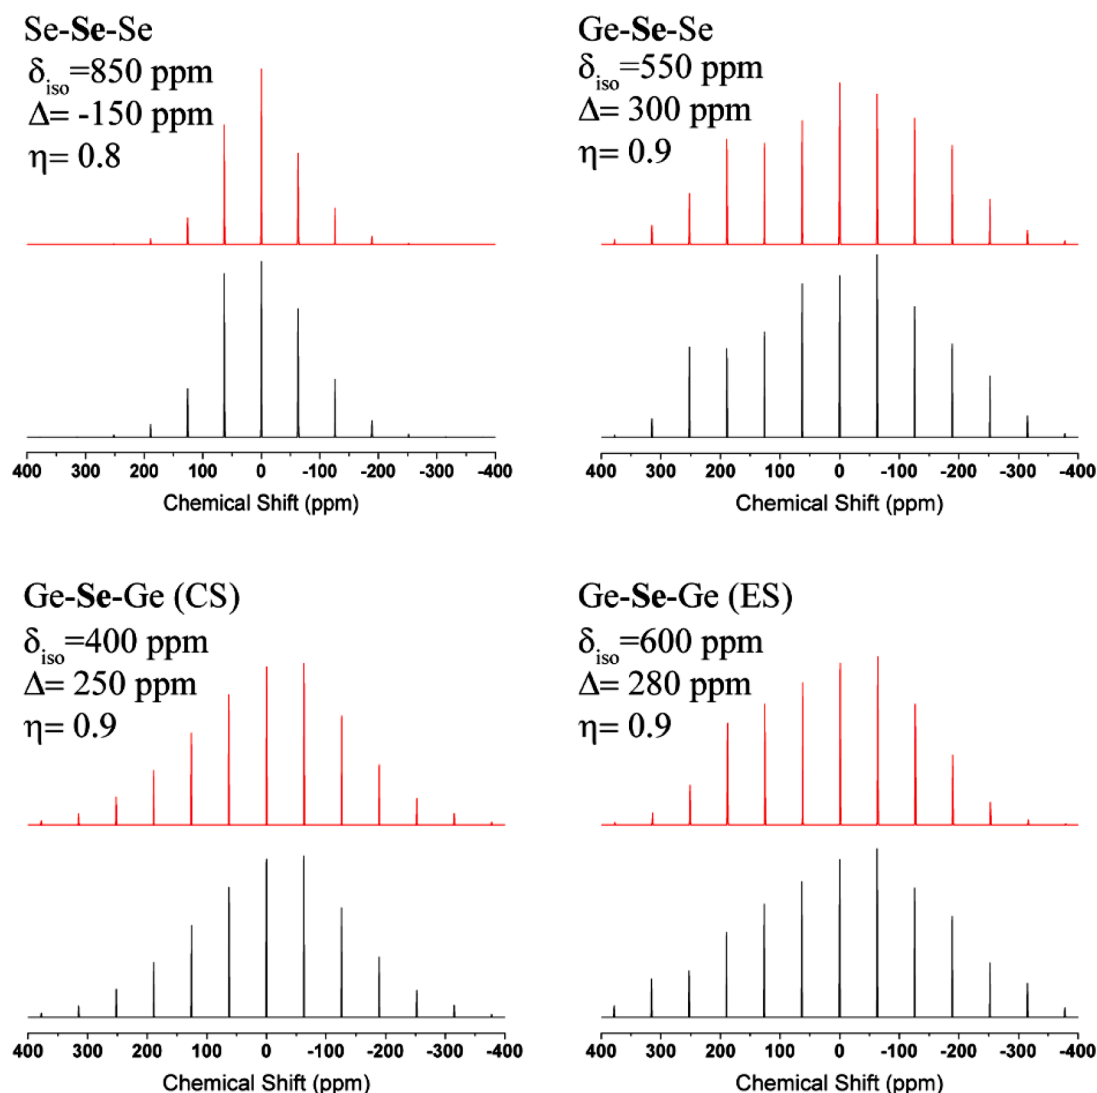 Se-Se-Se
δiso=850 ppm
Δ= -150 ppm
η= 0.8
400 300 200 100 0 -100 -200 -300 -400
Chemical Shift (ppm)
Ge-Se-Se
δiso=550 ppm
Δ= 300 ppm
η= 0.9
400 300 200 100 0 -100 -200 -300 -400
Chemical Shift (ppm)
Ge-Se-Ge (CS)
δiso=400 ppm
Δ= 250 ppm
η= 0.9
400 300 200 100 0 -100 -200 -300 -400
Chemical Shift (ppm)
Ge-Se-Ge (ES)
δiso=600 ppm
Δ= 280 ppm
η= 0.9
400 300 200 100 0 -100 -200 -300 -400
Chemical Shift (ppm)